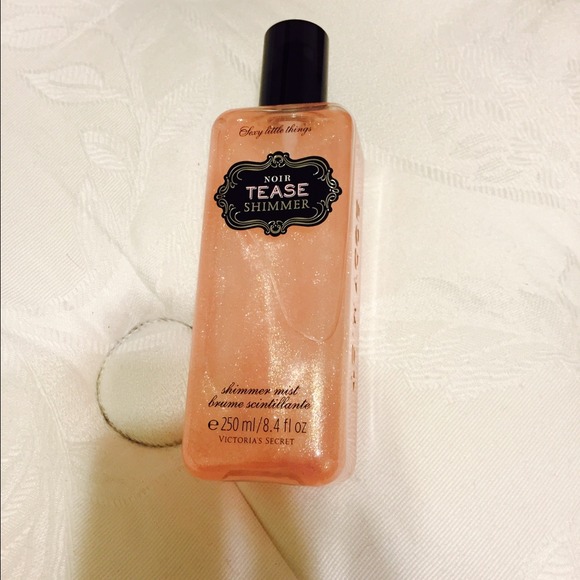 Sexy little things
NOIR
TEASE
SHIMMER
shimmer mist
brume scintillante
℮ 250 ml/8.4 fl oz
VICTORIA'S SECRET